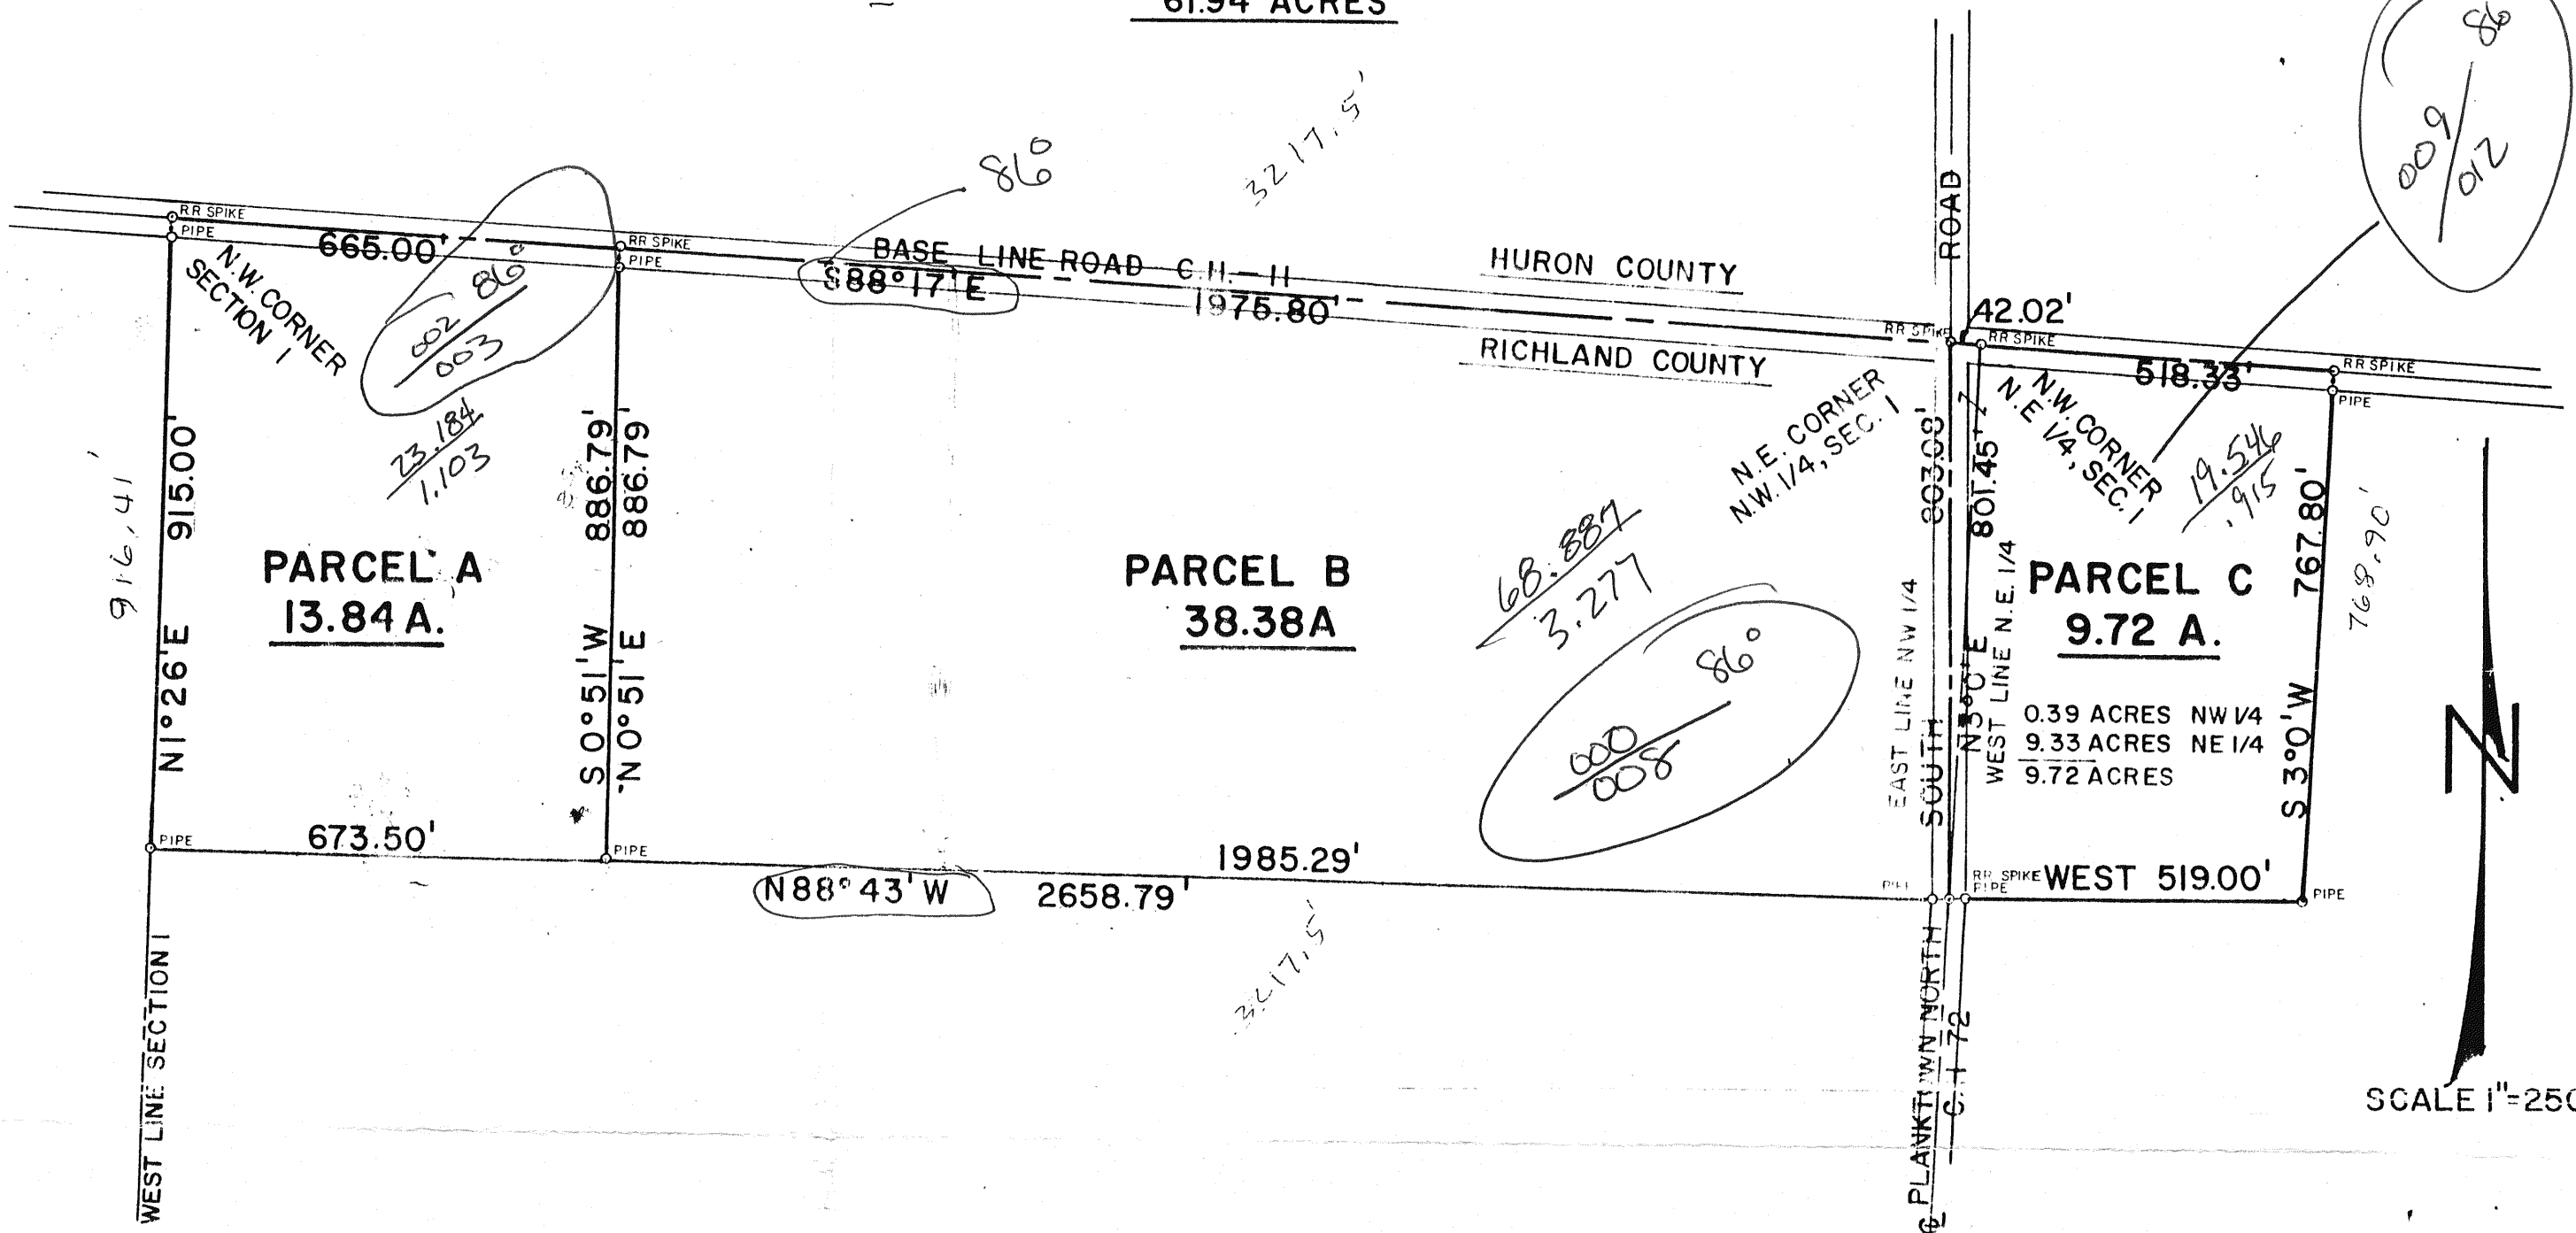 61.94 ACRES
86
009
012
86°
3217.5'
ROAD
RR SPIKE
PIPE
665.00'
RR SPIKE
PIPE
BASE LINE ROAD C.H.-11
S88°17'E
1975.80'
HURON COUNTY
RICHLAND COUNTY
RR SPIKE
42.02'
RR SPIKE
518.33'
RR SPIKE
PIPE
N.W. CORNER
SECTION 1
86°
002
003
23.184
1.103
N.E. CORNER
N.W. 1/4, SEC. 1
N.W. CORNER
N.E 1/4, SEC. 1
19.546
.915
916.41'
N1°26'E 915.00'
S 0°51'W 886.79'
N 0°51'E 886.79'
PARCEL A
13.84 A.
PARCEL B
38.38A
68.887
3.277
86°
000
008
EAST LINE NW 1/4
SOUTH 803.08'
N3°0'E 801.45'
WEST LINE N.E. 1/4
PARCEL C
9.72 A.
0.39 ACRES NW 1/4
9.33 ACRES NE 1/4
9.72 ACRES
S 3°0'W 767.80'
768.90'
N
PIPE
673.50'
PIPE
N88°43'W
2658.79'
1985.29'
RR SPIKE
PIPE
WEST 519.00'
PIPE
3217.5'
WEST LINE SECTION 1
PLANKTOWN NORTH
C.H 72
SCALE 1"=250